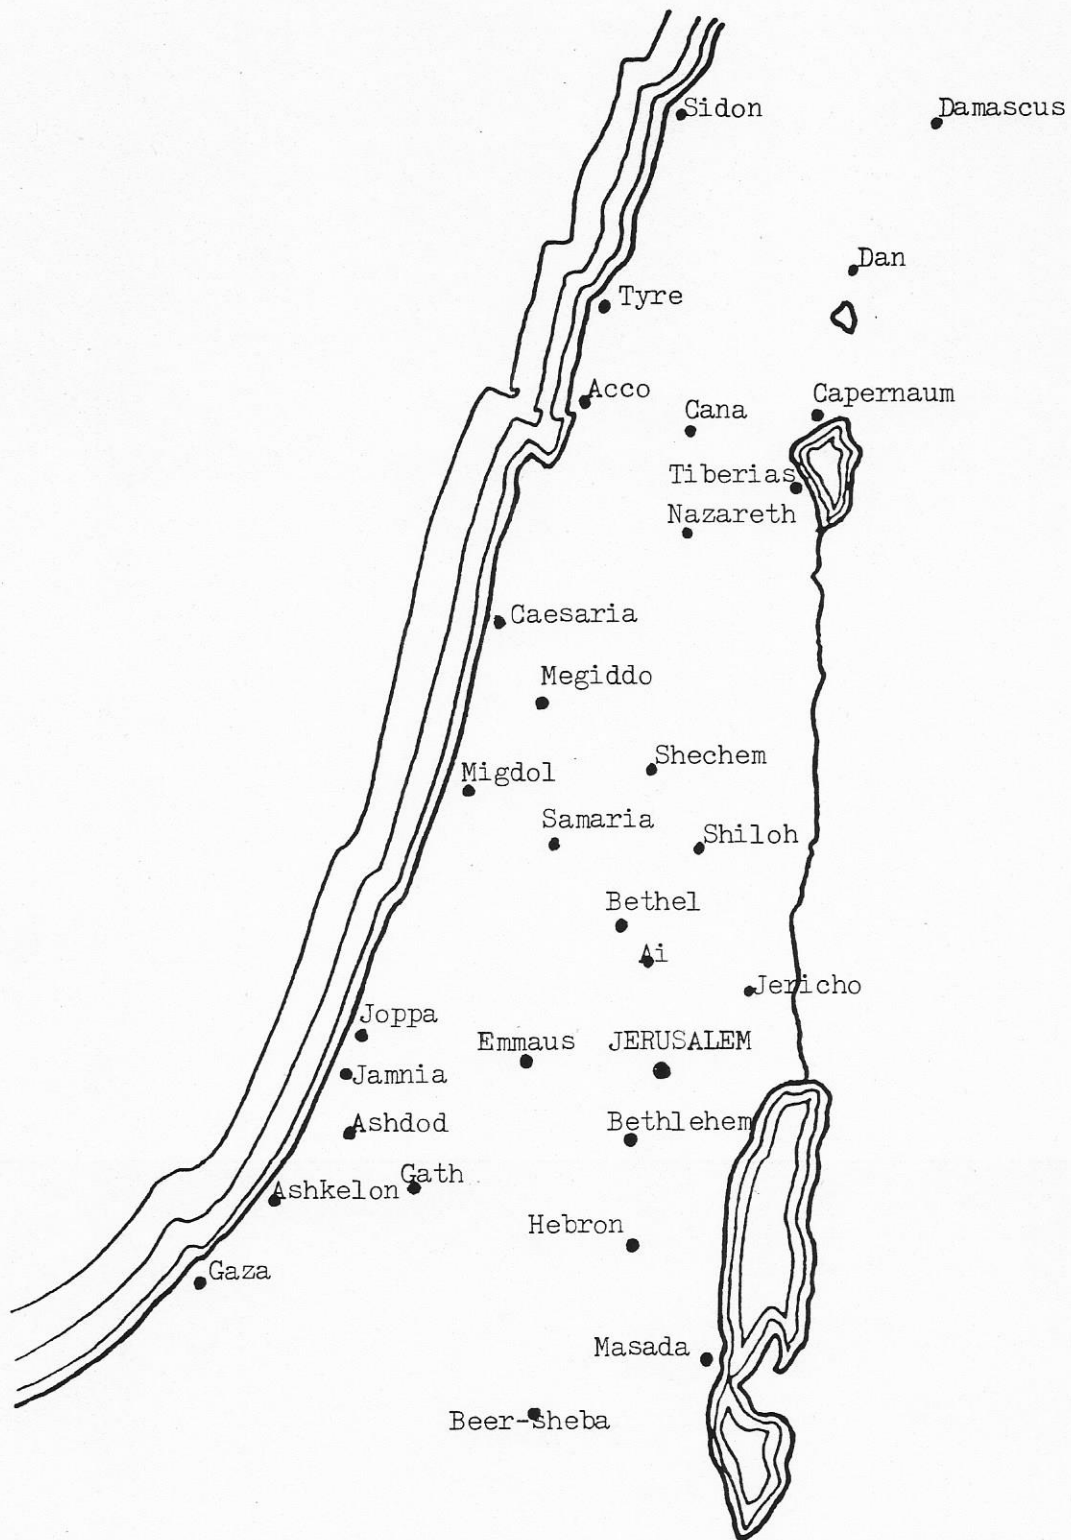 Sidon
Damascus
Dan
Tyre
Acco
Capernaum
Cana
Tiberias
Nazareth
Caesaria
Megiddo
Shechem
Migdol
Samaria
Shiloh
Bethel
Ai
Jericho
Joppa
Emmaus
JERUSALEM
Jamnia
Ashdod
Bethlehem
Gath
Ashkelon
Hebron
Gaza
Masada
Beer-sheba